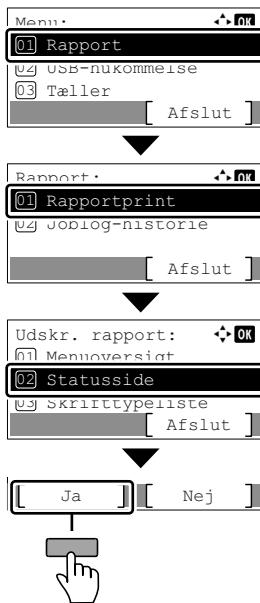 Menu: OK
01 Rapport
02 USB-hukommelse
03 Tæller
[ Afslut ]
Rapport: OK
01 Rapportprint
02 Joblog-historie
[ Afslut ]
Udskr. rapport: OK
01 Menuoversigt
02 Statusside
03 Skrifttypeliste
[ Afslut ]
[ Ja ] [ Nej ]